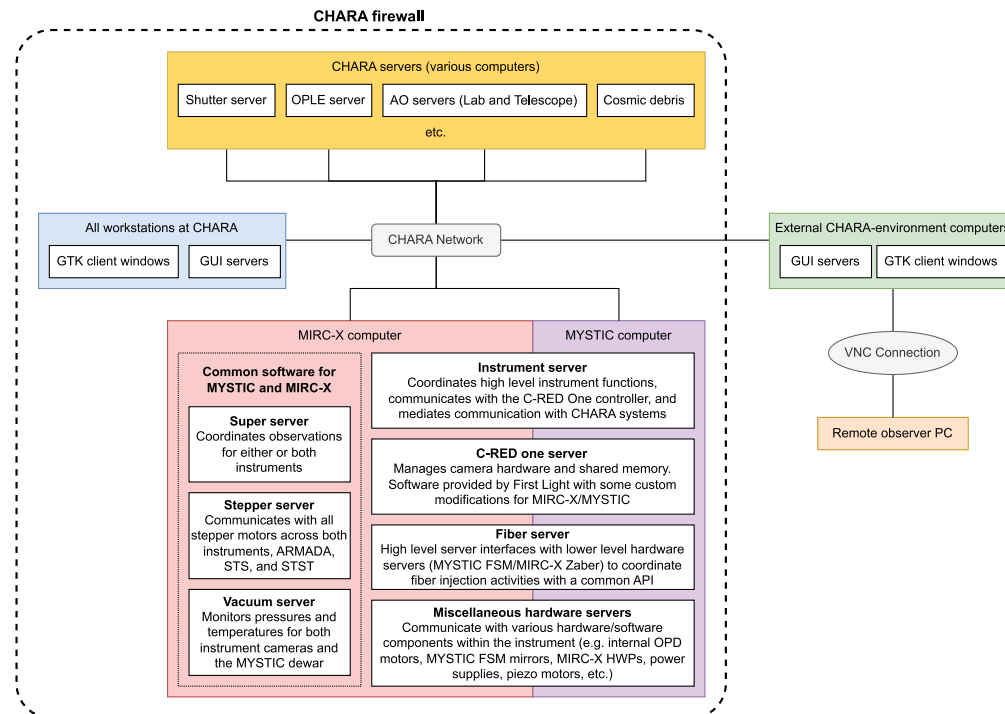 CHARA firewall
CHARA servers (various computers)
Shutter server
OPLE server
AO servers (Lab and Telescope)
Cosmic debris
etc.
All workstations at CHARA
GTK client windows
GUI servers
CHARA Network
External CHARA-environment computers
GUI servers
GTK client windows
VNC Connection
Remote observer PC
MIRC-X computer
MYSTIC computer
Common software for
MYSTIC and MIRC-X
Super server
Coordinates observations
for either or both
instruments
Stepper server
Communicates with all
stepper motors across both
instruments, ARMADA,
STS, and STST
Vacuum server
Monitors pressures and
temperatures for both
instrument cameras and
the MYSTIC dewar
Instrument server
Coordinates high level instrument functions,
communicates with the C-RED One controller, and
mediates communication with CHARA systems
C-RED one server
Manages camera hardware and shared memory.
Software provided by First Light with some custom
modifications for MIRC-X/MYSTIC
Fiber server
High level server interfaces with lower level hardware
servers (MYSTIC FSM/MIRC-X Zaber) to coordinate
fiber injection activities with a common API
Miscellaneous hardware servers
Communicate with various hardware/software
components within the instrument (e.g. internal OPD
motors, MYSTIC FSM mirrors, MIRC-X HWPs, power
supplies, piezo motors, etc.)